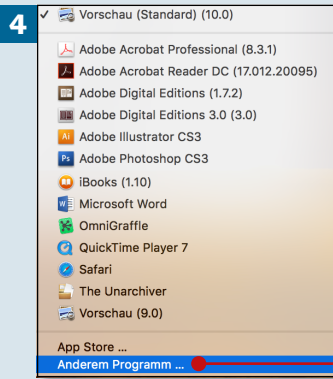 4
✓ Vorschau (Standard) (10.0)
Adobe Acrobat Professional (8.3.1)
Adobe Acrobat Reader DC (17.012.20095)
Adobe Digital Editions (1.7.2)
Adobe Digital Editions 3.0 (3.0)
Adobe Illustrator CS3
Adobe Photoshop CS3
iBooks (1.10)
Microsoft Word
OmniGraffle
QuickTime Player 7
Safari
The Unarchiver
Vorschau (9.0)
App Store ...
Anderem Programm ...